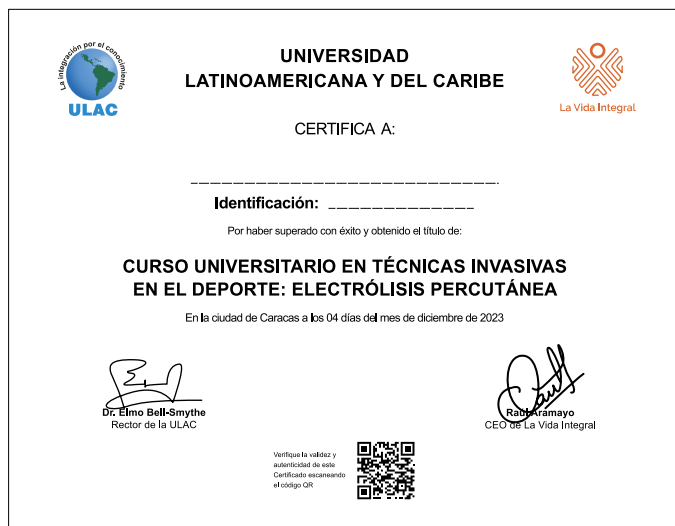 La integración por el conocimiento
ULAC
UNIVERSIDAD
LATINOAMERICANA Y DEL CARIBE
La Vida Integral
CERTIFICA A:
Identificación:
Por haber superado con éxito y obtenido el título de:
CURSO UNIVERSITARIO EN TÉCNICAS INVASIVAS
EN EL DEPORTE: ELECTRÓLISIS PERCUTÁNEA
En la ciudad de Caracas a los 04 días del mes de diciembre de 2023
Dr. Elmo Bell-Smythe
Rector de la ULAC
Raúl Aramayo
CEO de La Vida Integral
Verifique la validez y
autenticidad de este
Certificado escaneando
el código QR